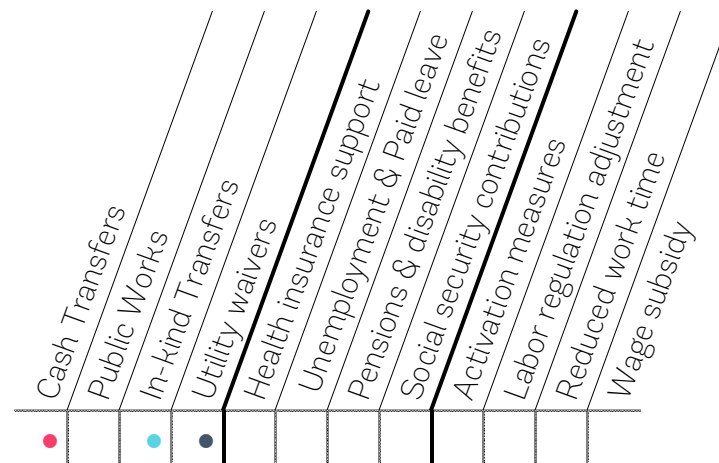 Cash Transfers
Public Works
In-kind Transfers
Utility waivers
Health insurance support
Unemployment & Paid leave
Pensions & disability benefits
Social security contributions
Activation measures
Labor regulation adjustment
Reduced work time
Wage subsidy